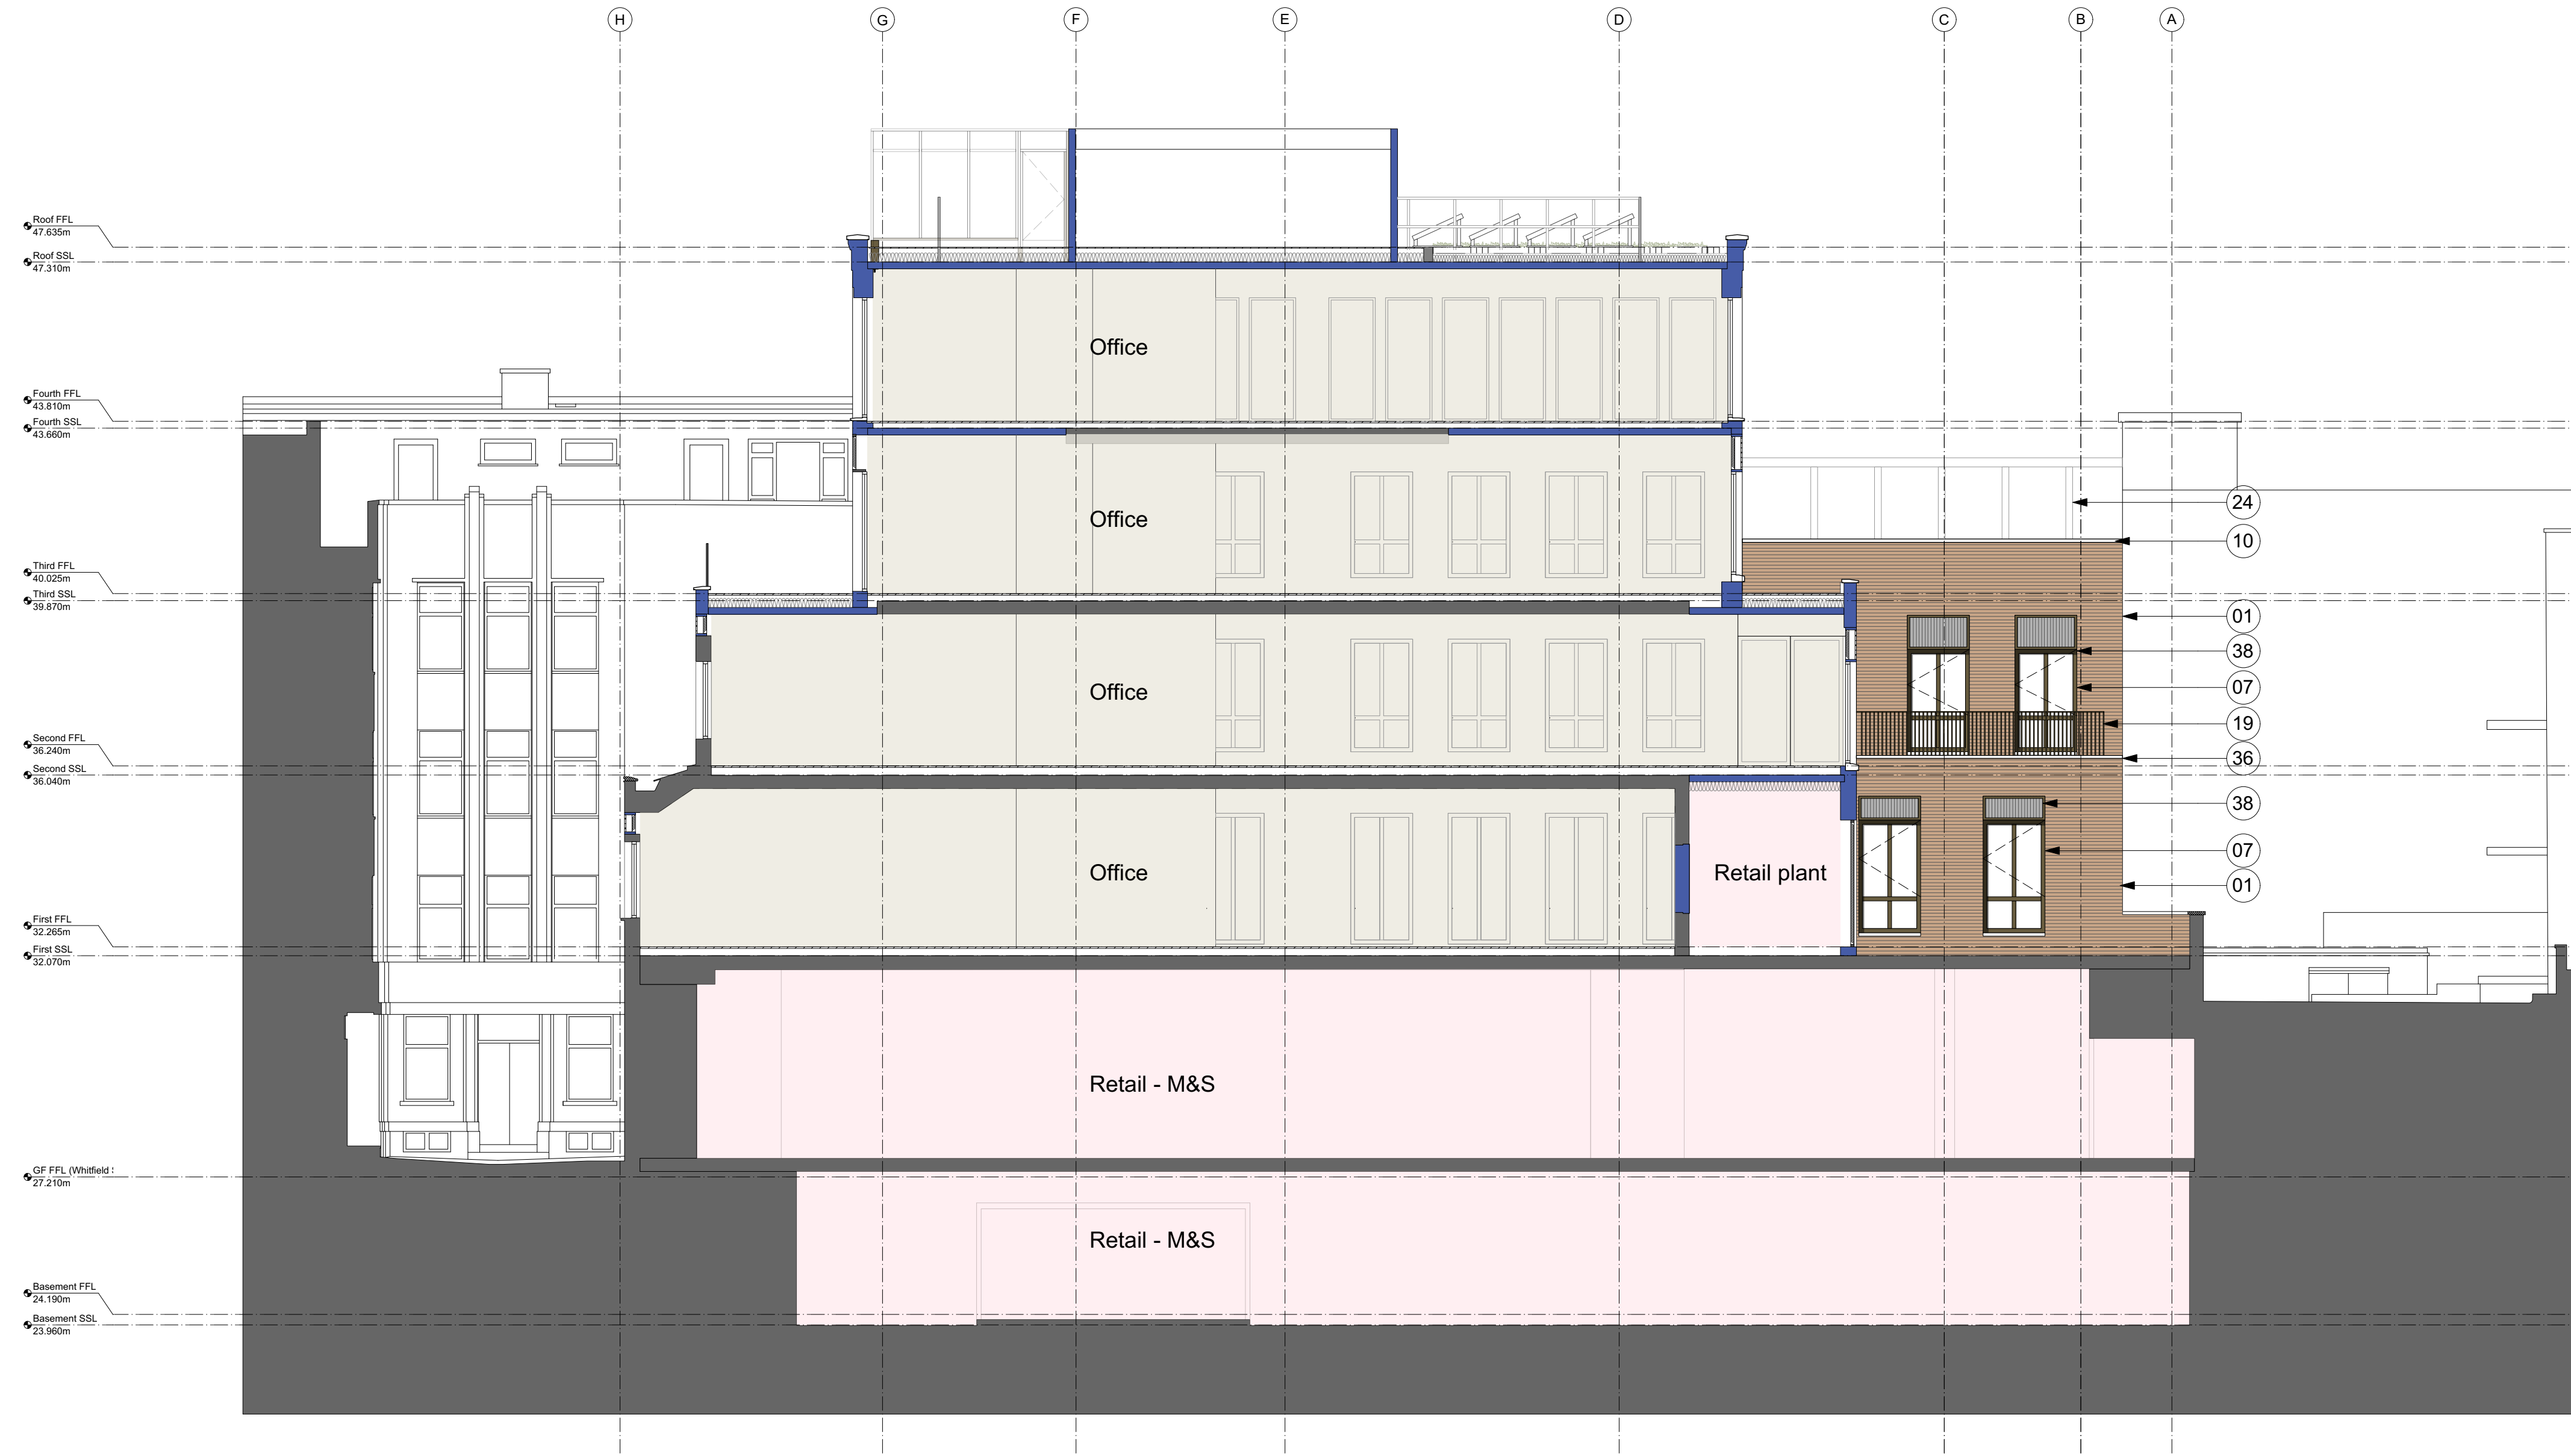 H
G
F
E
D
C
B
A
Roof FFL
47.635m
Roof SSL
47.310m
Office
Fourth FFL
43.810m
Fourth SSL
43.660m
24
Office
10
Third FFL
40.025m
Third SSL
39.870m
01
38
Office
07
19
Second FFL
36.240m
36
Second SSL
36.040m
38
07
Office
Retail plant
01
First FFL
32.265m
First SSL
32.070m
Retail - M&S
GF FFL (Whitfield :
27.210m
Retail - M&S
Basement FFL
24.190m
Basement SSL
23.960m